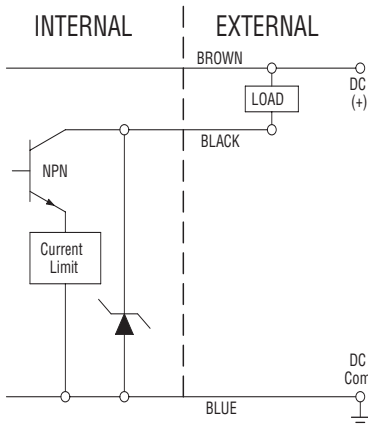 INTERNAL
EXTERNAL
BROWN
DC
(+)
LOAD
BLACK
NPN
Current
Limit
DC
Com
BLUE